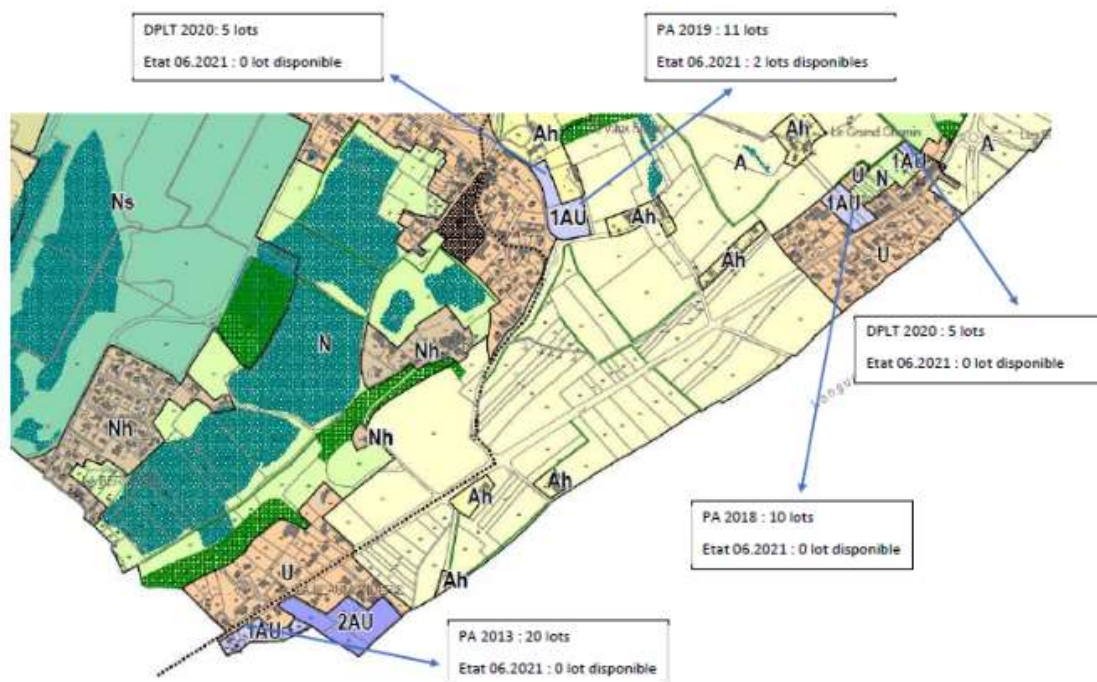 DPLT 2020: 5 lots
Etat 06.2021 : 0 lot disponible
PA 2019 : 11 lots
Etat 06.2021 : 2 lots disponibles
Ah
Ah
Le Grand Chemin
A
A
1AU
U
N
Ns
1AU
Ah
1AU
Ah
U
DPLT 2020 : 5 lots
Etat 06.2021 : 0 lot disponible
N
Nh
Nh
Nh
Ah
Ah
PA 2018 : 10 lots
Etat 06.2021 : 0 lot disponible
U
Ah
1AU
2AU
PA 2013 : 20 lots
Etat 06.2021 : 0 lot disponible